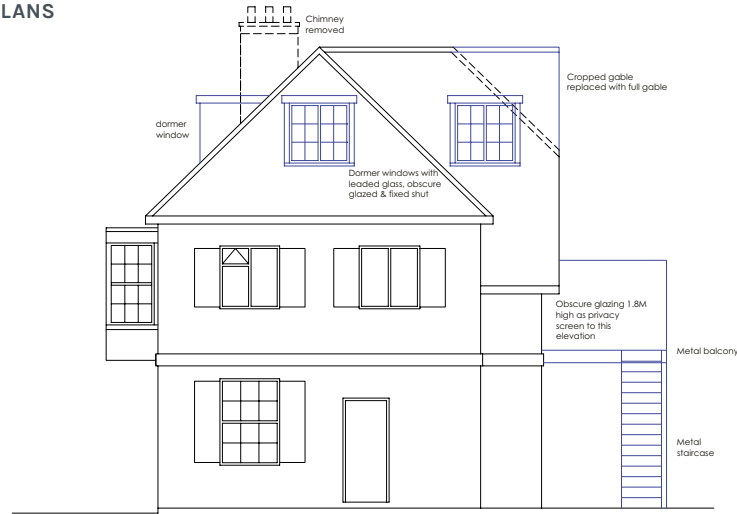 LANS
Chimney
removed
Cropped gable
replaced with full gable
dormer
window
Dormer windows with
leaded glass, obscure
glazed & fixed shut
Obscure glazing 1.8M
high as privacy
screen to this
elevation
Metal balcony
Metal
staircase